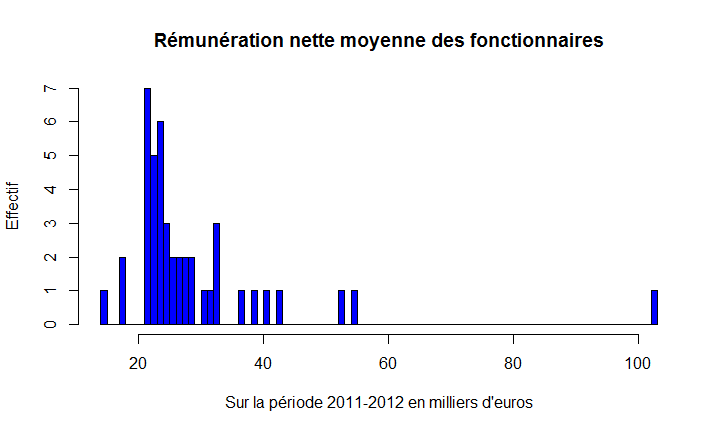 Rémunération nette moyenne des fonctionnaires
7
6
5
4
3
2
1
0
Effectif
20 40 60 80 100
Sur la période 2011-2012 en milliers d'euros